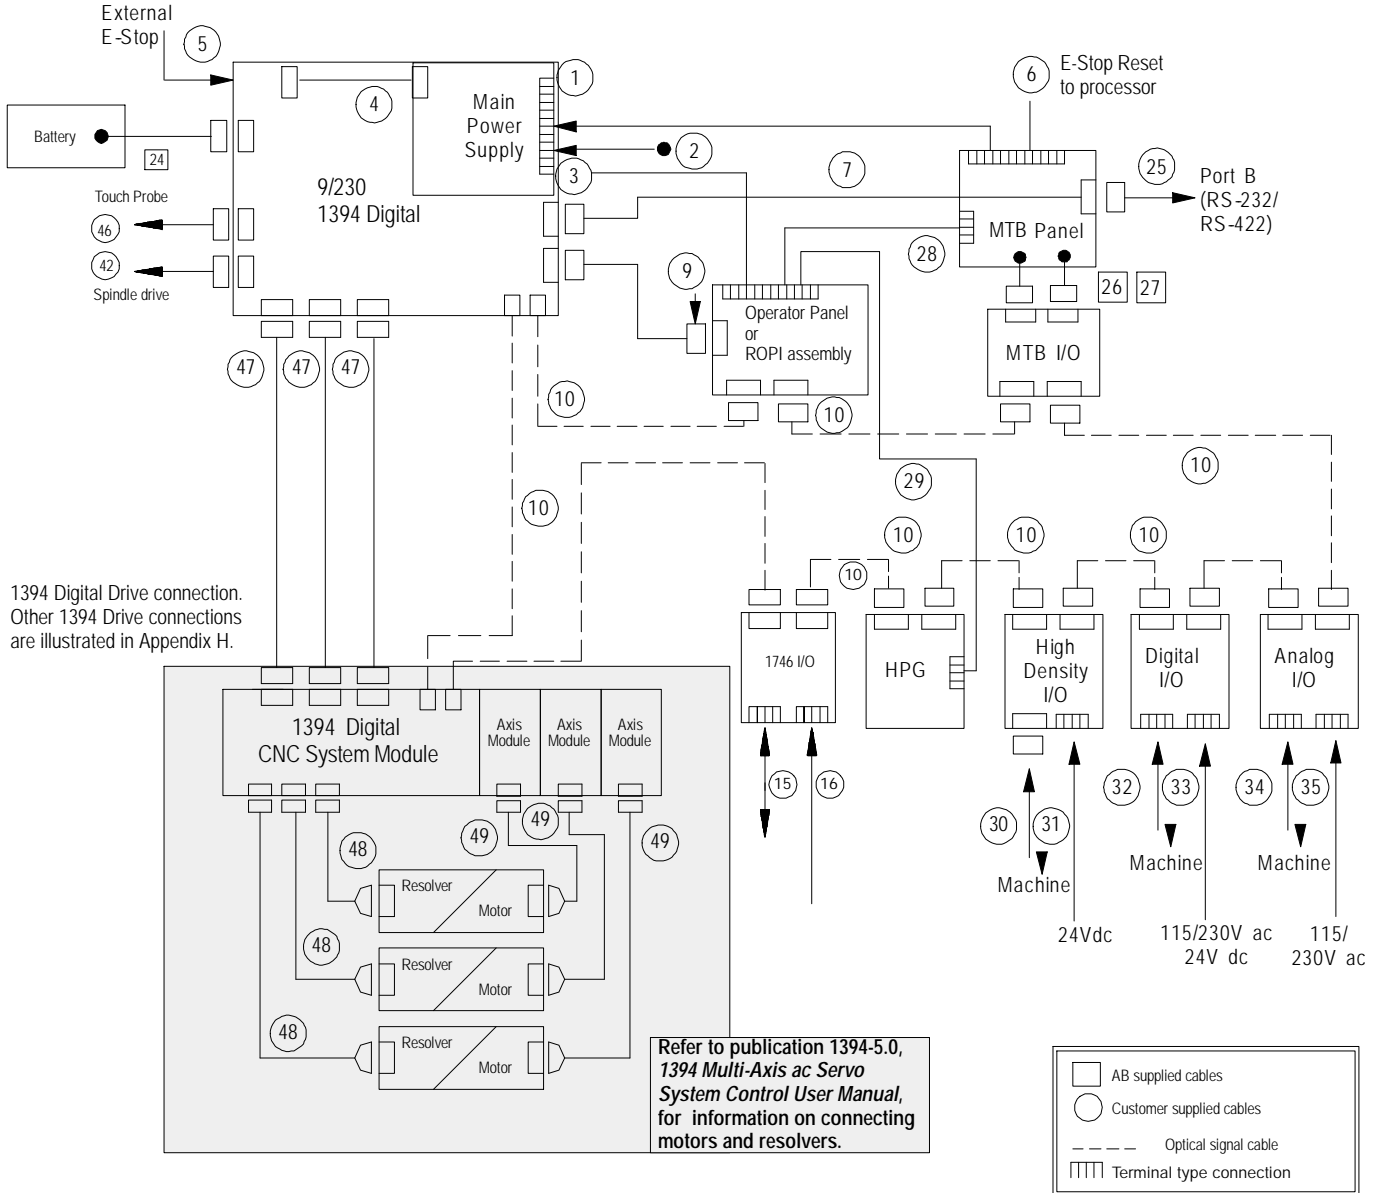 External
E-Stop
5
1
4
Main
Power
Supply
6
E-Stop Reset
to processor
Battery
24
2
3
7
25
Port B
(RS-232/
RS-422)
9/230
1394 Digital
Touch Probe
46
42
Spindle drive
MTB Panel
28
9
26
27
Operator Panel
or
ROPI assembly
MTB I/O
47
47
47
10
10
10
29
10
10
10
10
10
1394 Digital Drive connection.
Other 1394 Drive connections
are illustrated in Appendix H.
1746 I/O
HPG
High
Density
I/O
Digital
I/O
Analog
I/O
1394 Digital
CNC System Module
Axis
Module
Axis
Module
Axis
Module
15
16
32
33
34
35
30
31
49
49
49
48
Machine
Machine
Machine
Resolver
Motor
24Vdc
115/230V ac
24V dc
115/
230V ac
48
Resolver
Motor
48
Resolver
Motor
Refer to publication 1394-5.0,
1394 Multi-Axis ac Servo
System Control User Manual,
for information on connecting
motors and resolvers.
AB supplied cables
Customer supplied cables
Optical signal cable
Terminal type connection